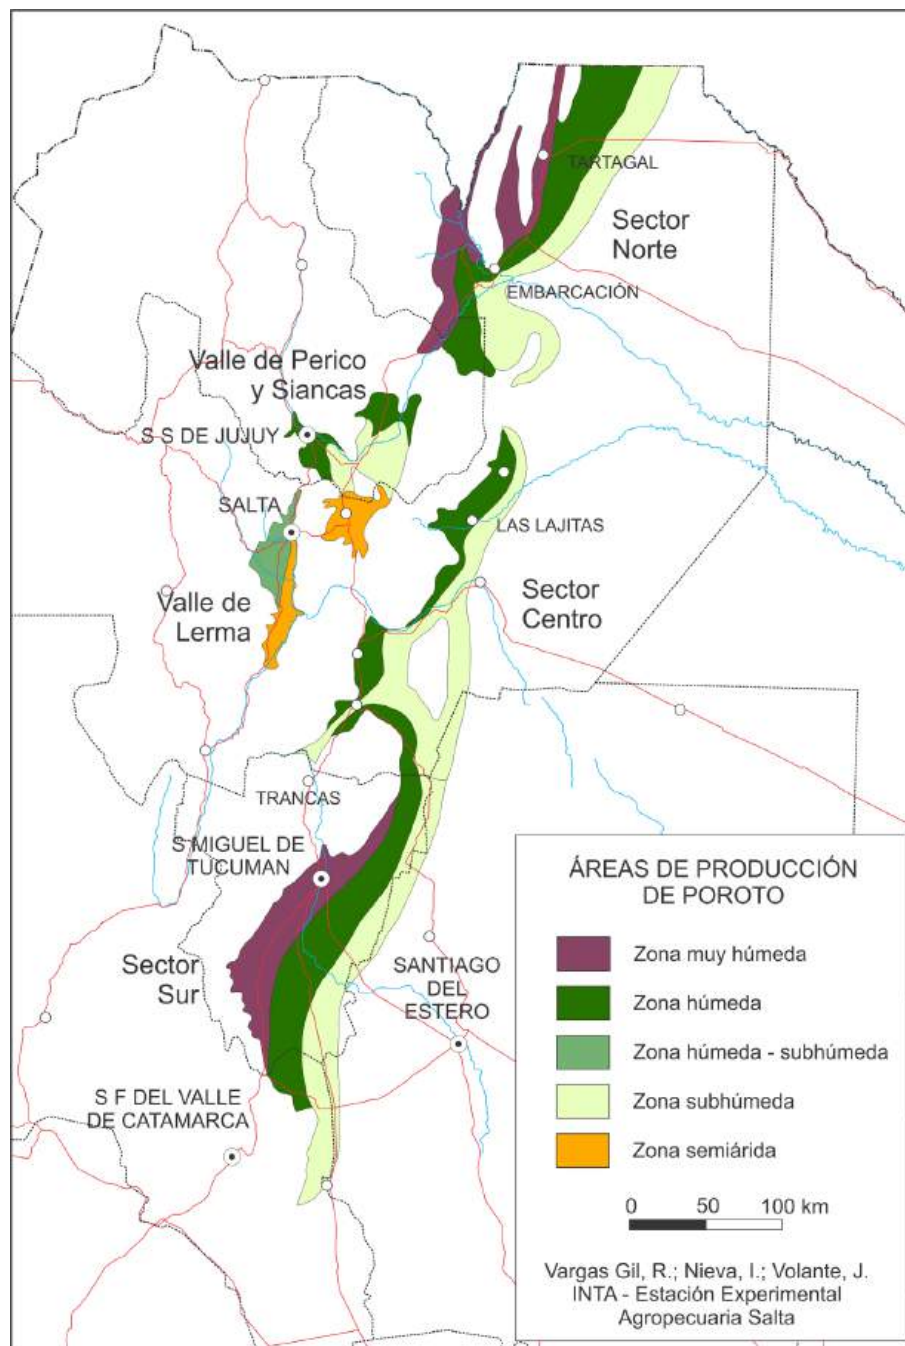 TARTAGAL
Sector
Norte
EMBARCACIÓN
Valle de Perico
y Siancas
S S DE JUJUY
SALTA
LAS LAJITAS
Valle de
Lerma
Sector
Centro
TRANCAS
S MIGUEL DE
TUCUMAN
Sector
Sur
SANTIAGO
DEL
ESTERO
S F DEL VALLE
DE CATAMARCA
ÁREAS DE PRODUCCIÓN
DE POROTO
Zona muy húmeda
Zona húmeda
Zona húmeda - subhúmeda
Zona subhúmeda
Zona semiárida
0 50 100 km
Vargas Gil, R.; Nieva, I.; Volante, J.
INTA - Estación Experimental
Agropecuaria Salta